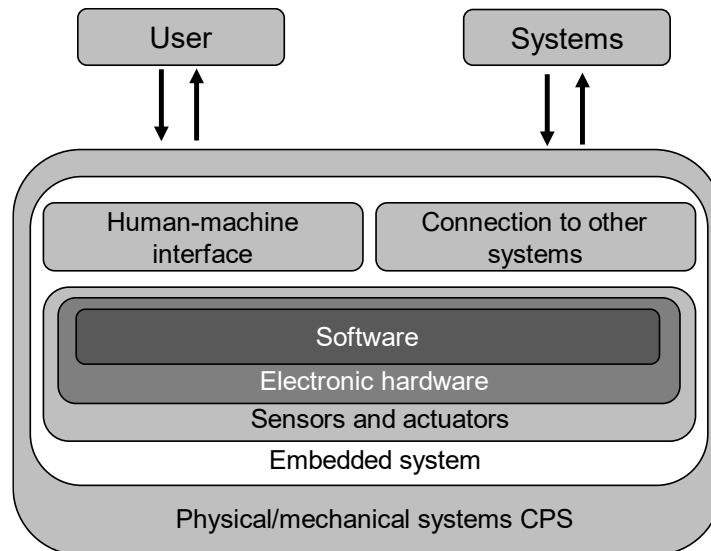 User
Systems
Human-machine
interface
Connection to other
systems
Software
Electronic hardware
Sensors and actuators
Embedded system
Physical/mechanical systems CPS